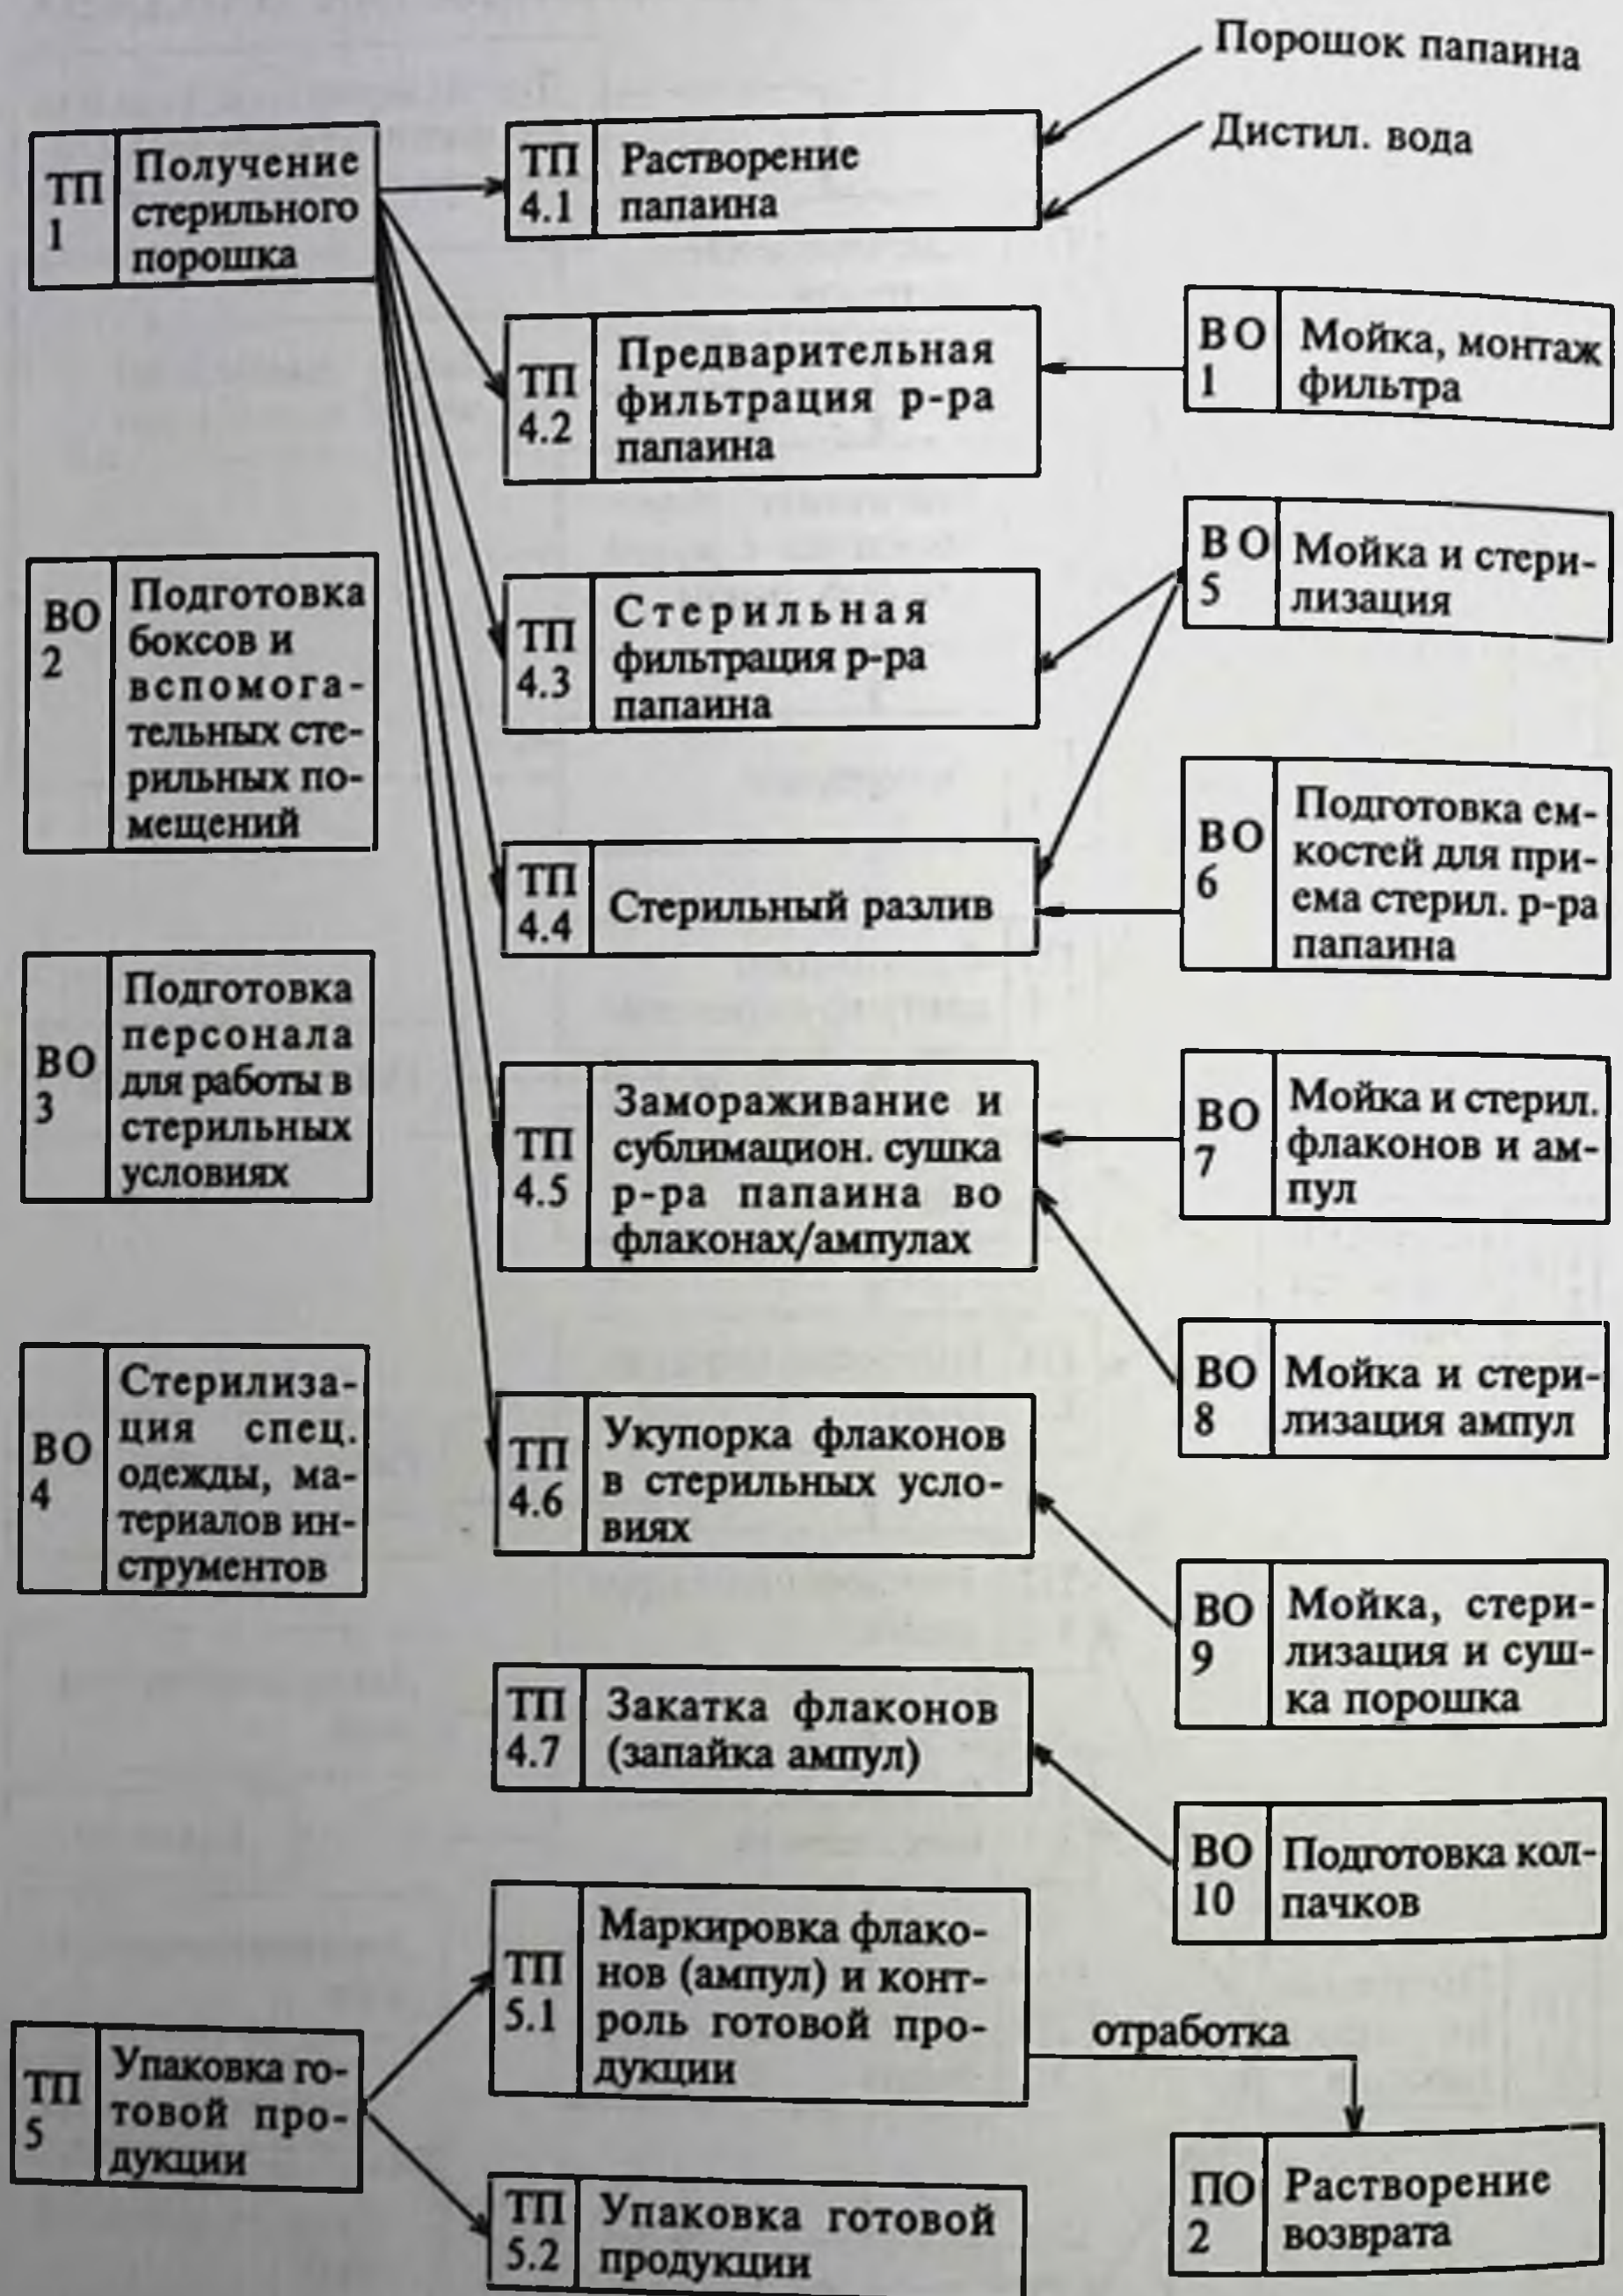 Порошок папаина
Дистил. вода
ТП
1
Получение
стерильного
порошка
ТП
4.1
Растворение
папаина
ТП
4.2
Предварительная
фильтрация р-ра
папаина
ВО
1
Мойка, монтаж
фильтра
ВО
5
Мойка и стери-
лизация
ВО
2
Подготовка
боксов и
вспомога-
тельных сте-
рильных по-
мещений
ТП
4.3
Стерильная
фильтрация р-ра
папаина
ТП
4.4
Стерильный разлив
ВО
6
Подготовка ем-
костей для при-
ема стерил. р-ра
папаина
ВО
3
Подготовка
персонала
для работы в
стерильных
условиях
ТП
4.5
Замораживание и
сублимацион. сушка
р-ра папаина во
флаконах/ампулах
ВО
7
Мойка и стерил.
флаконов и ам-
пул
ВО
8
Мойка и стери-
лизация ампул
ВО
4
Стерилиза-
ция спец.
одежды, ма-
териалов ин-
струментов
ТП
4.6
Укупорка флаконов
в стерильных усло-
виях
ВО
9
Мойка, стери-
лизация и суш-
ка порошка
ТП
4.7
Закатка флаконов
(запайка ампул)
ВО
10
Подготовка кол-
пачков
ТП
5
Упаковка го-
товой про-
дукции
ТП
5.1
Маркировка флако-
нов (ампул) и конт-
роль готовой про-
дукции
отработка
ТП
5.2
Упаковка готовой
продукции
ПО
2
Растворение
возврата